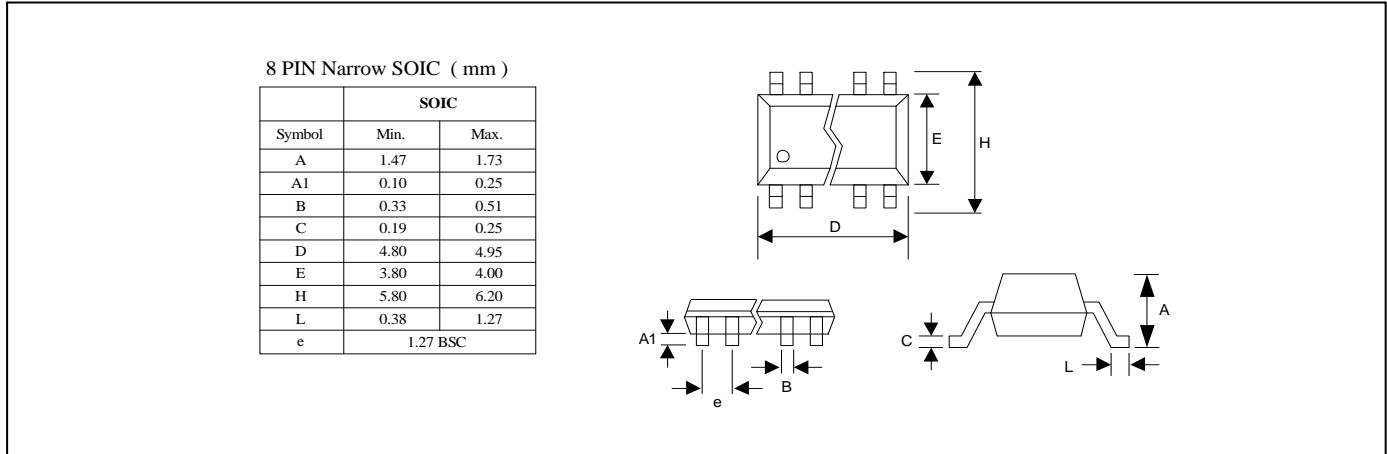 8 PIN Narrow SOIC ( mm )
SOIC
Symbol Min. Max.
A 1.47 1.73
A1 0.10 0.25
B 0.33 0.51
C 0.19 0.25
D 4.80 4.95
E 3.80 4.00
H 5.80 6.20
L 0.38 1.27
e 1.27 BSC
E
H
D
A1
e
B
C
A
L